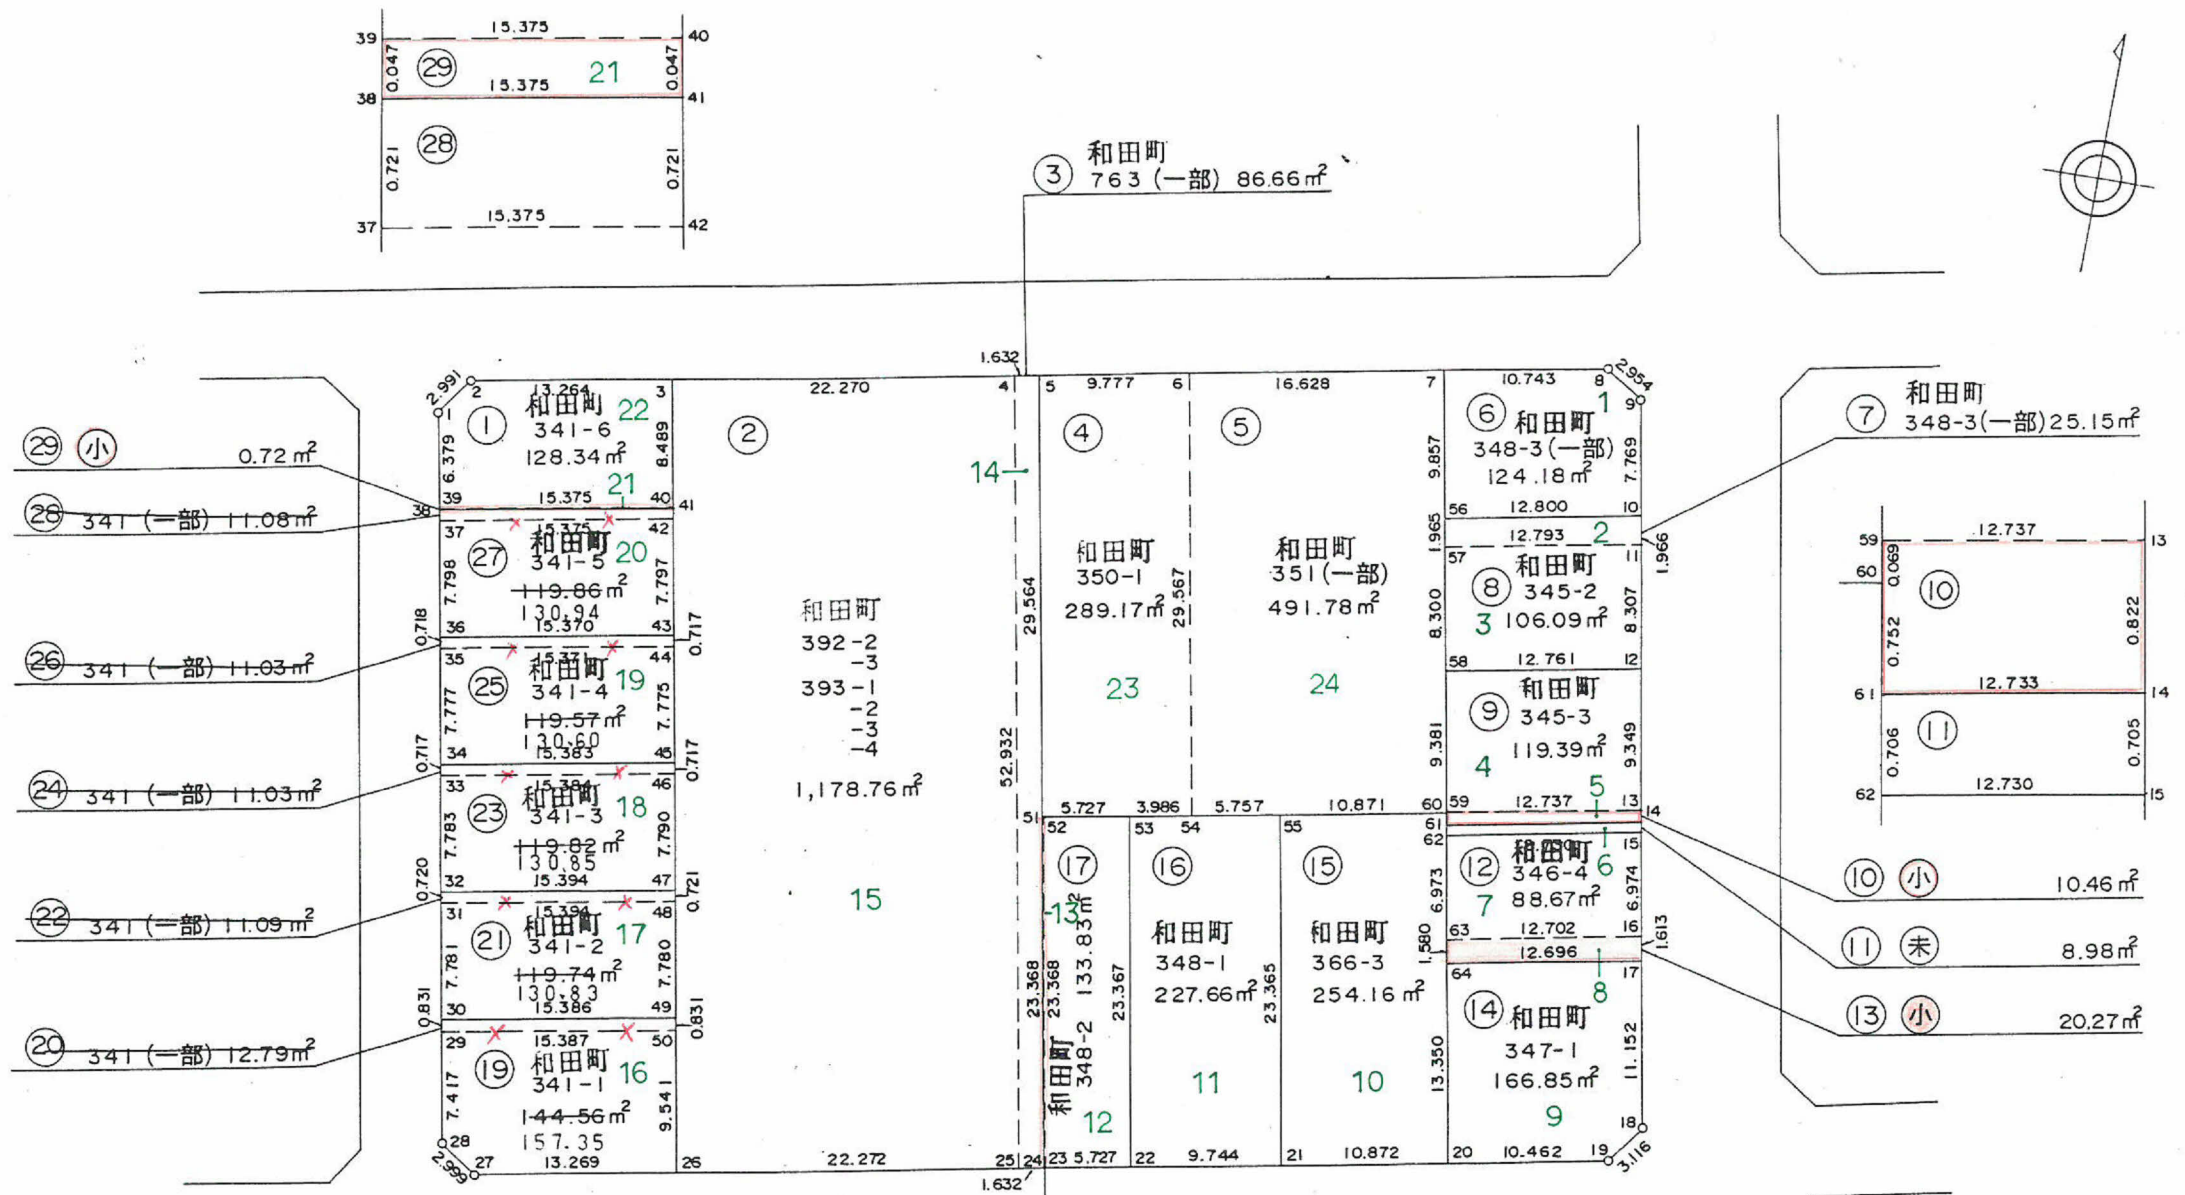 39 15.375 40
0.047 ㉙ 21 0.047
38 15.375 41
㉘
0.721 0.721
37 15.375 42
③ 和田町
763 (一部) 86.66㎡
㉙ 小 0.72㎡
㉘ 341 (一部) 11.08㎡
㉖ 341 (一部) 11.03㎡
㉔ 341 (一部) 11.03㎡
㉒ 341 (一部) 11.09㎡
⑳ 341 (一部) 12.79㎡
2.991 2 13.264 3
1
① 和田町 22
341-6
128.34㎡
6.379 8.489
21
39 15.375 40
38 41
37 15.375 42
㉗ 和田町 20
341-5
119.86㎡
130.94
7.798 7.797
36 15.370 43
0.718 0.717
35 15.371 44
㉕ 和田町 19
341-4
119.57㎡
130.60
7.777 7.775
34 15.383 45
0.717 0.717
33 15.384 46
㉓ 和田町 18
341-3
119.82㎡
130.85
7.783 7.790
32 15.394 47
0.720 0.721
31 15.394 48
㉑ 和田町 17
341-2
119.74㎡
130.83
7.781 7.780
30 15.386 49
0.831 0.831
29 15.387 50
⑲ 和田町 16
341-1
144.56㎡
157.35
7.417 9.541
28
2.999 27 13.269 26
22.270 4
1.632
②
14
和田町
392-2
-3
393-1
-2
-3
-4
1,178.76㎡
52.932
15
22.272 25 24
1.632
5 9.777 6
④
和田町
350-1
289.17㎡
29.564 29.567
23
16.628 7
⑤
和田町
351(一部)
491.78㎡
24
51 5.727 3.986 5.757 10.871 60
52 53 54 55
⑰
13
和田町 348-2 133.83㎡
23.368 23.368 23.367
12
23 5.727 22
⑯
和田町
348-1
227.66㎡
23.365
11
9.744 21
⑮
和田町
366-3
254.16㎡
10
10.872 20
10.743 8 2.954
9
⑥ 1
和田町
348-3(一部)
124.18㎡
9.857 7.769
56 12.800 10
1.965 12.793 2 1.966
57 11
⑧ 和田町
345-2
3 106.09㎡
8.300 8.307
58 12.761 12
⑨ 和田町
345-3
119.39㎡
4
9.381 9.349
5
59 12.737 13
61 14
62 15
⑫ 和田町 6
346-4
7 88.67㎡
6.973 6.974
63 12.702 16
1.580 12.696 1.613
64 8 17
⑭ 和田町
347-1
166.85㎡
9
13.350 11.152
18
10.462 19 3.116
⑦ 和田町
348-3(一部)25.15㎡
59 12.737 13
60 0.069
⑩
0.752 0.822
61 12.733 14
⑪
0.706 0.705
62 12.730 15
⑩ 小 10.46㎡
⑪ 未 8.98㎡
⑬ 小 20.27㎡